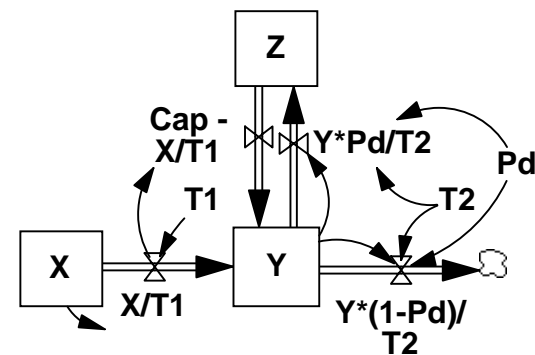 Z
Cap -
X/T1
Y*Pd/T2
Pd
T1
T2
X
Y
X/T1
Y*(1-Pd)/
T2